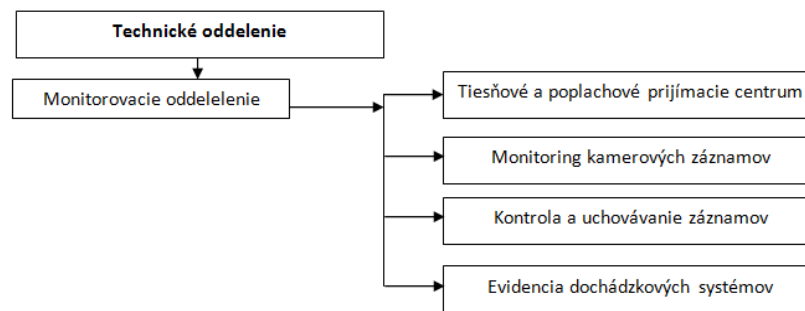 Technické oddelenie
Monitorovacie oddelelenie
Tiesňové a poplachové prijímacie centrum
Monitoring kamerových záznamov
Kontrola a uchovávanie záznamov
Evidencia dochádzkových systémov